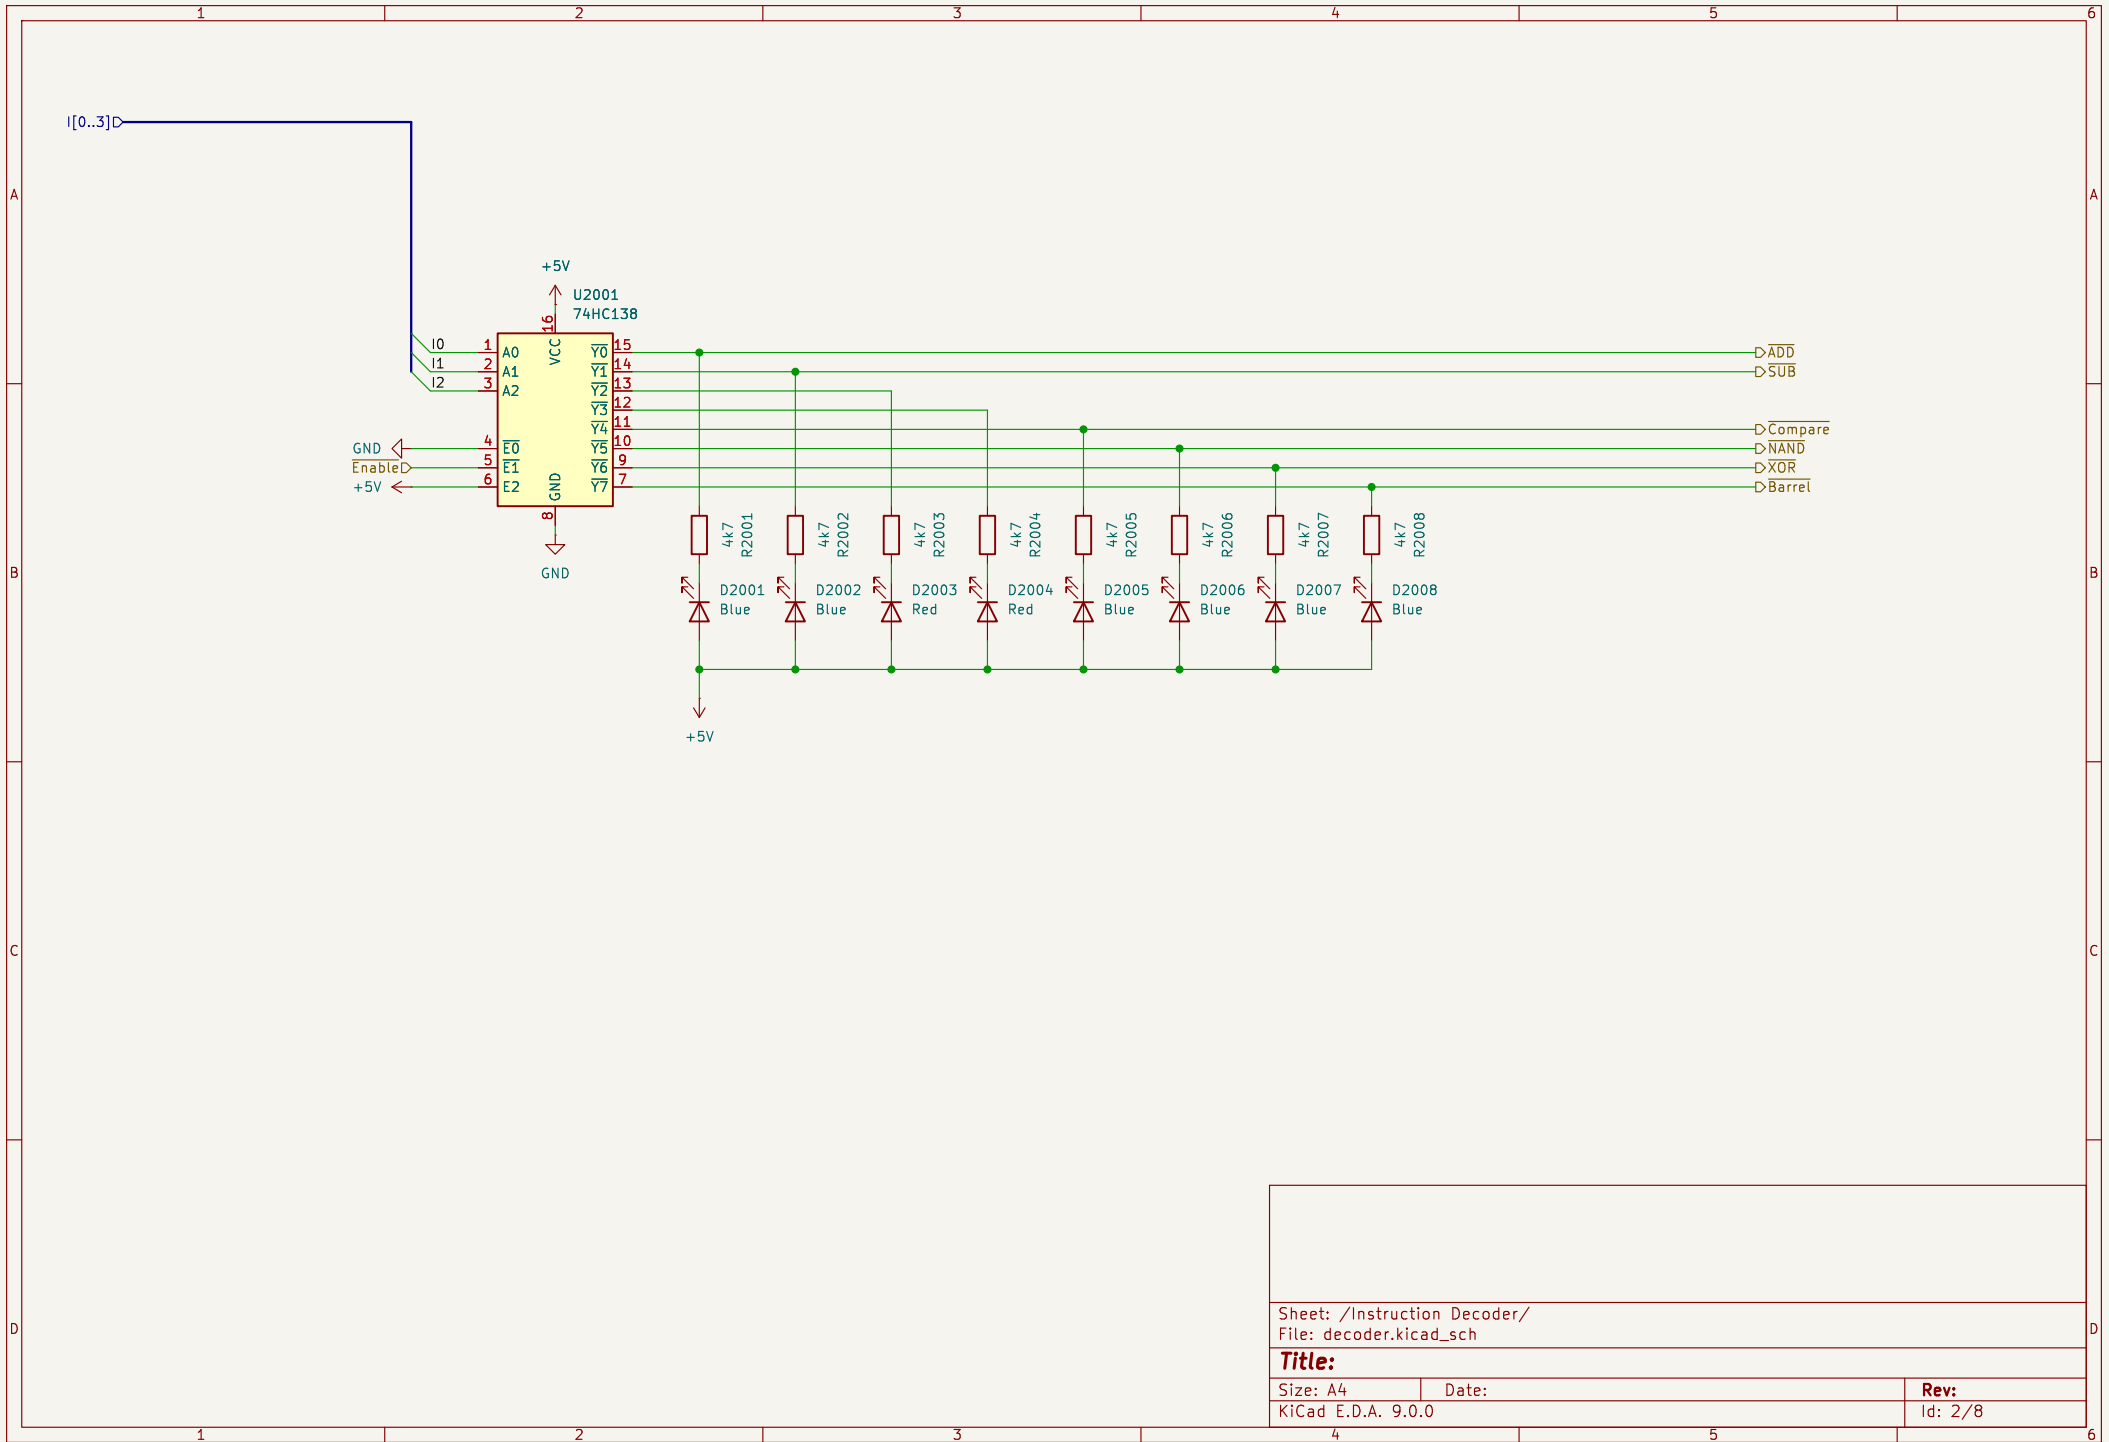 1 2 3 4 5 6
I[0..3]
A A
+5V
U2001
74HC138
16
VCC
I0 1 A0 Y0 15 ADD
I1 2 A1 Y1 14 SUB
I2 3 A2 Y2 13
Y3 12
Y4 11 Compare
GND 4 E0 Y5 10 NAND
Enable 5 E1 Y6 9 XOR
+5V 6 E2 Y7 7 Barrel
GND
8
4k7 R2001 4k7 R2002 4k7 R2003 4k7 R2004 4k7 R2005 4k7 R2006 4k7 R2007 4k7 R2008
B GND B
D2001 D2002 D2003 D2004 D2005 D2006 D2007 D2008
Blue Blue Red Red Blue Blue Blue Blue
+5V
C C
Sheet: /Instruction Decoder/
D File: decoder.kicad_sch D
Title:
Size: A4 Date: Rev:
KiCad E.D.A. 9.0.0 Id: 2/8
1 2 3 4 5 6